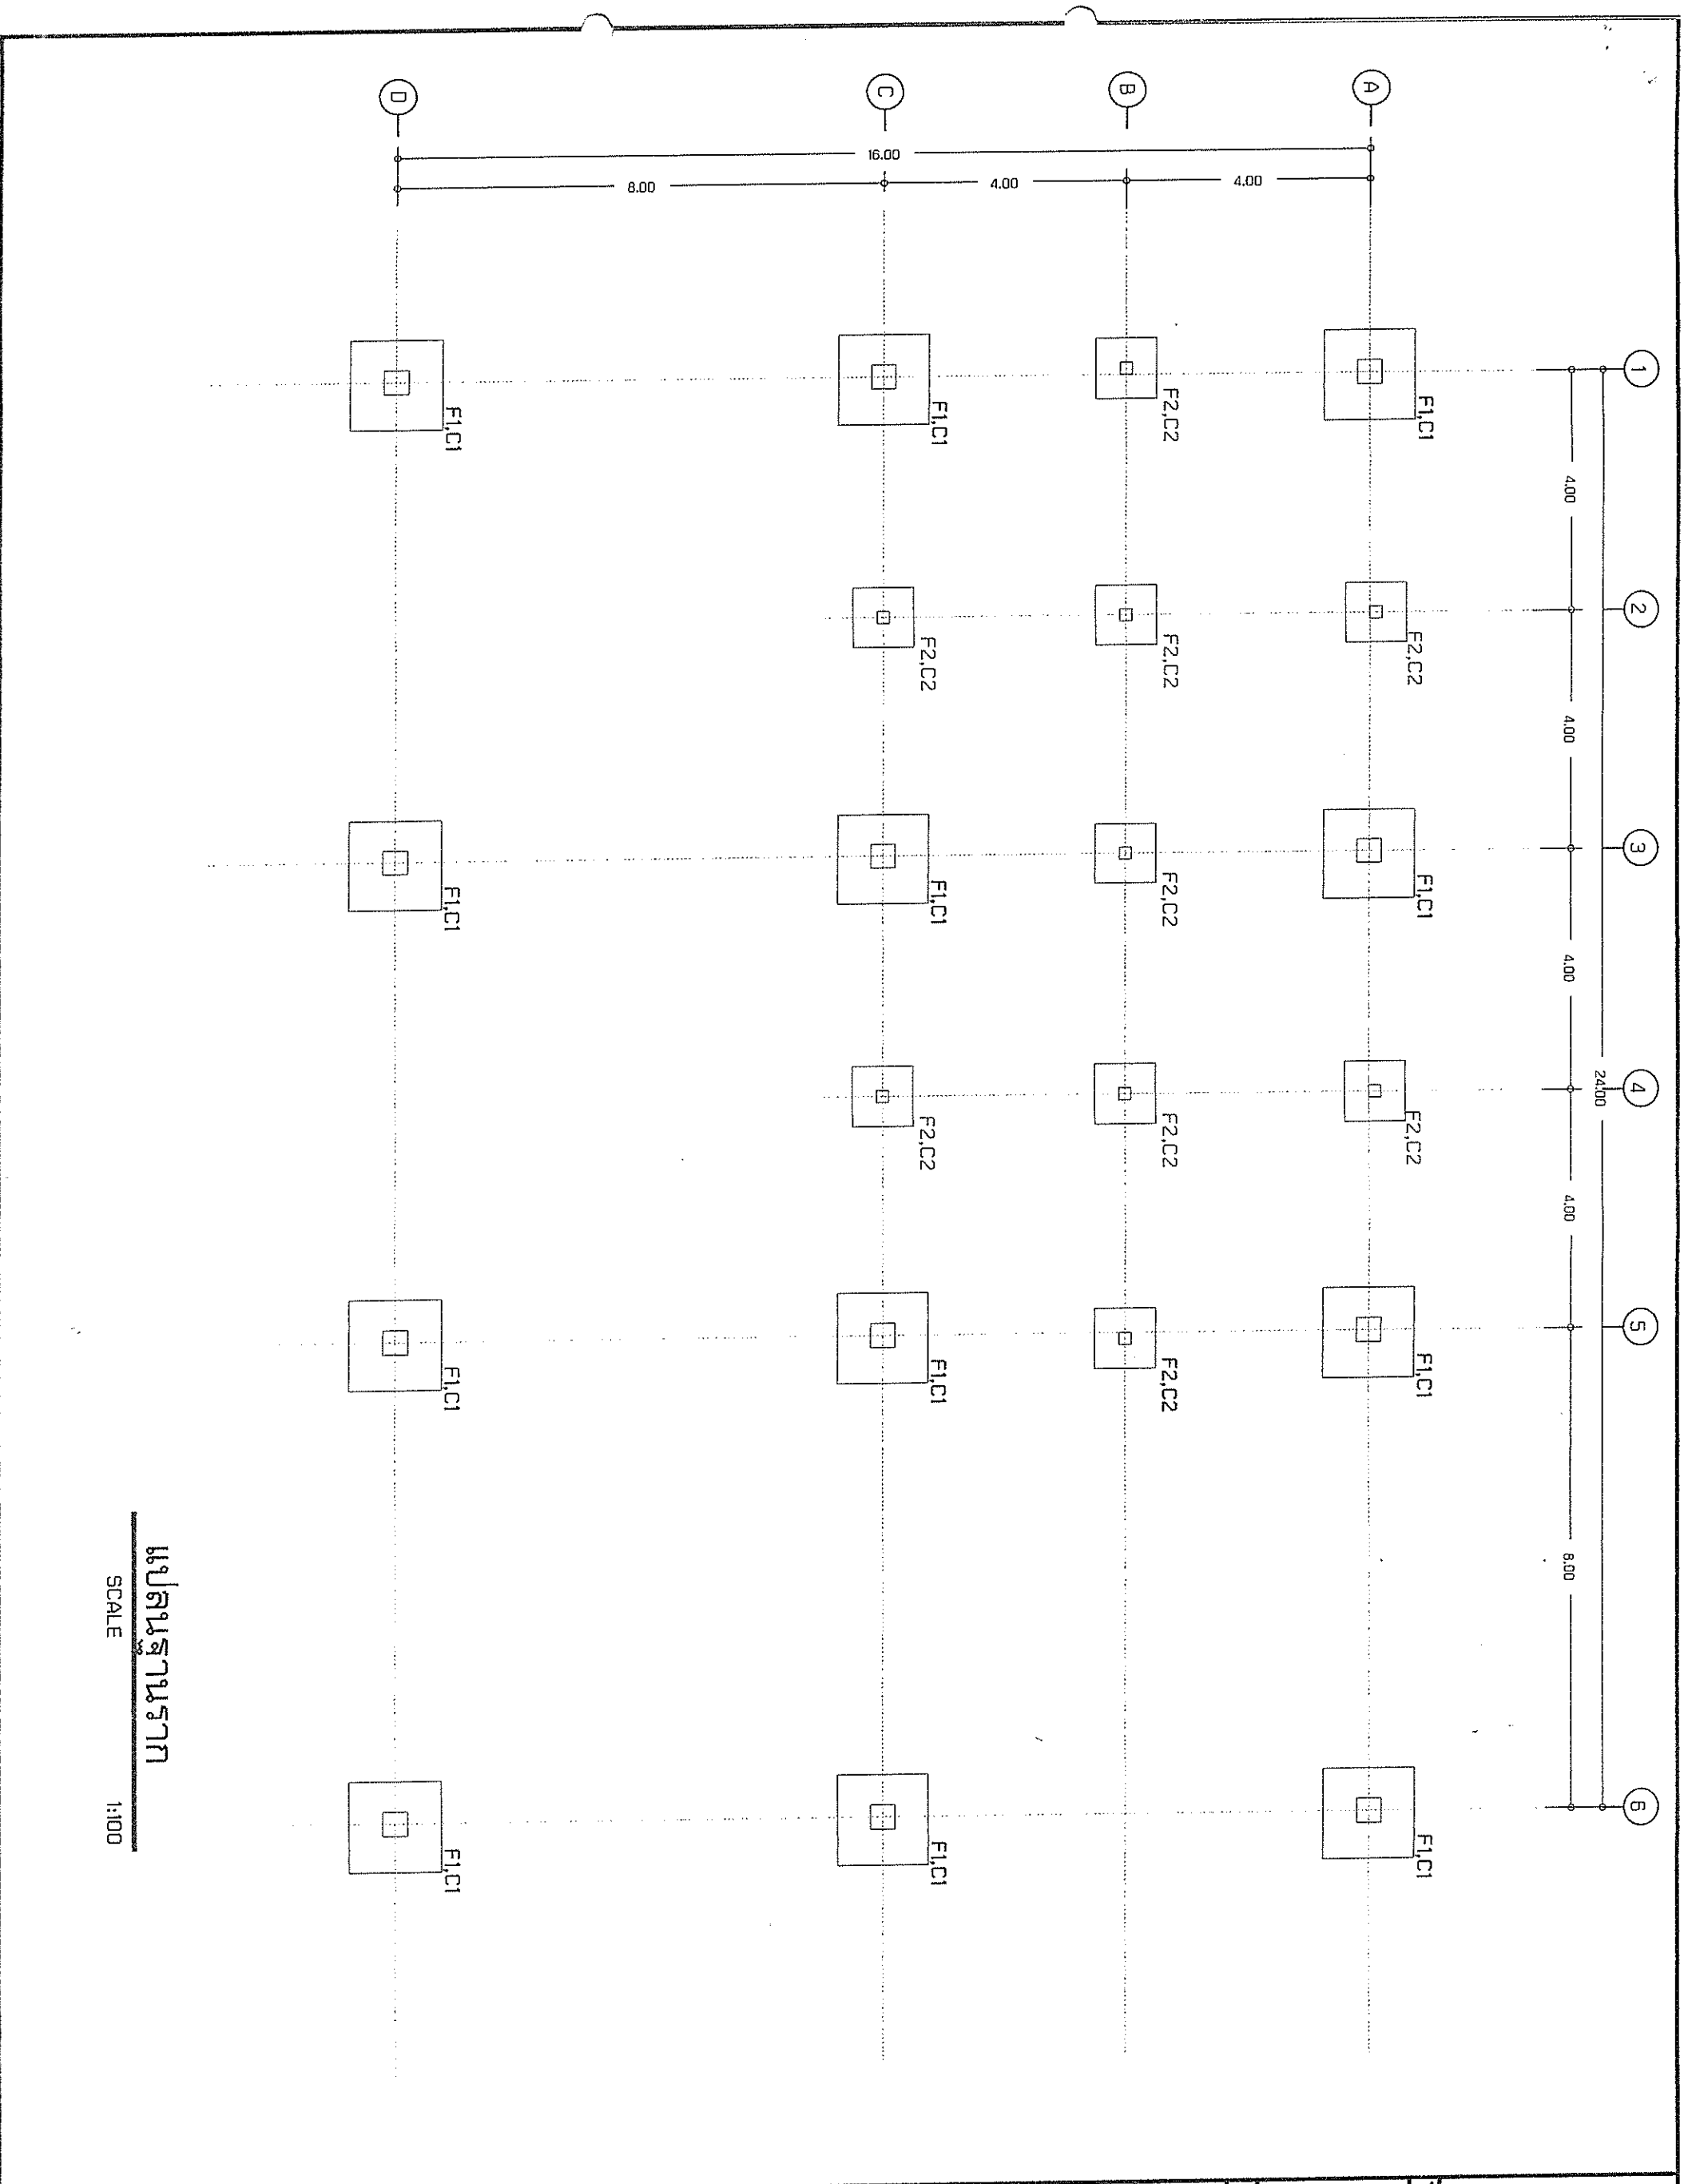 1 2 3 4 5 6
24.00
4.00 4.00 4.00 4.00 8.00
F1,C1 F2,C2 F1,C1 F2,C2 F1,C1 F1,C1
A
4.00
F2,C2 F2,C2 F2,C2 F2,C2 F2,C2
B
4.00
16.00
F1,C1 F2,C2 F1,C1 F2,C2 F1,C1 F1,C1
C
8.00
F1,C1 F1,C1 F1,C1 F1,C1
D
แปลนฐานราก
SCALE 1:100